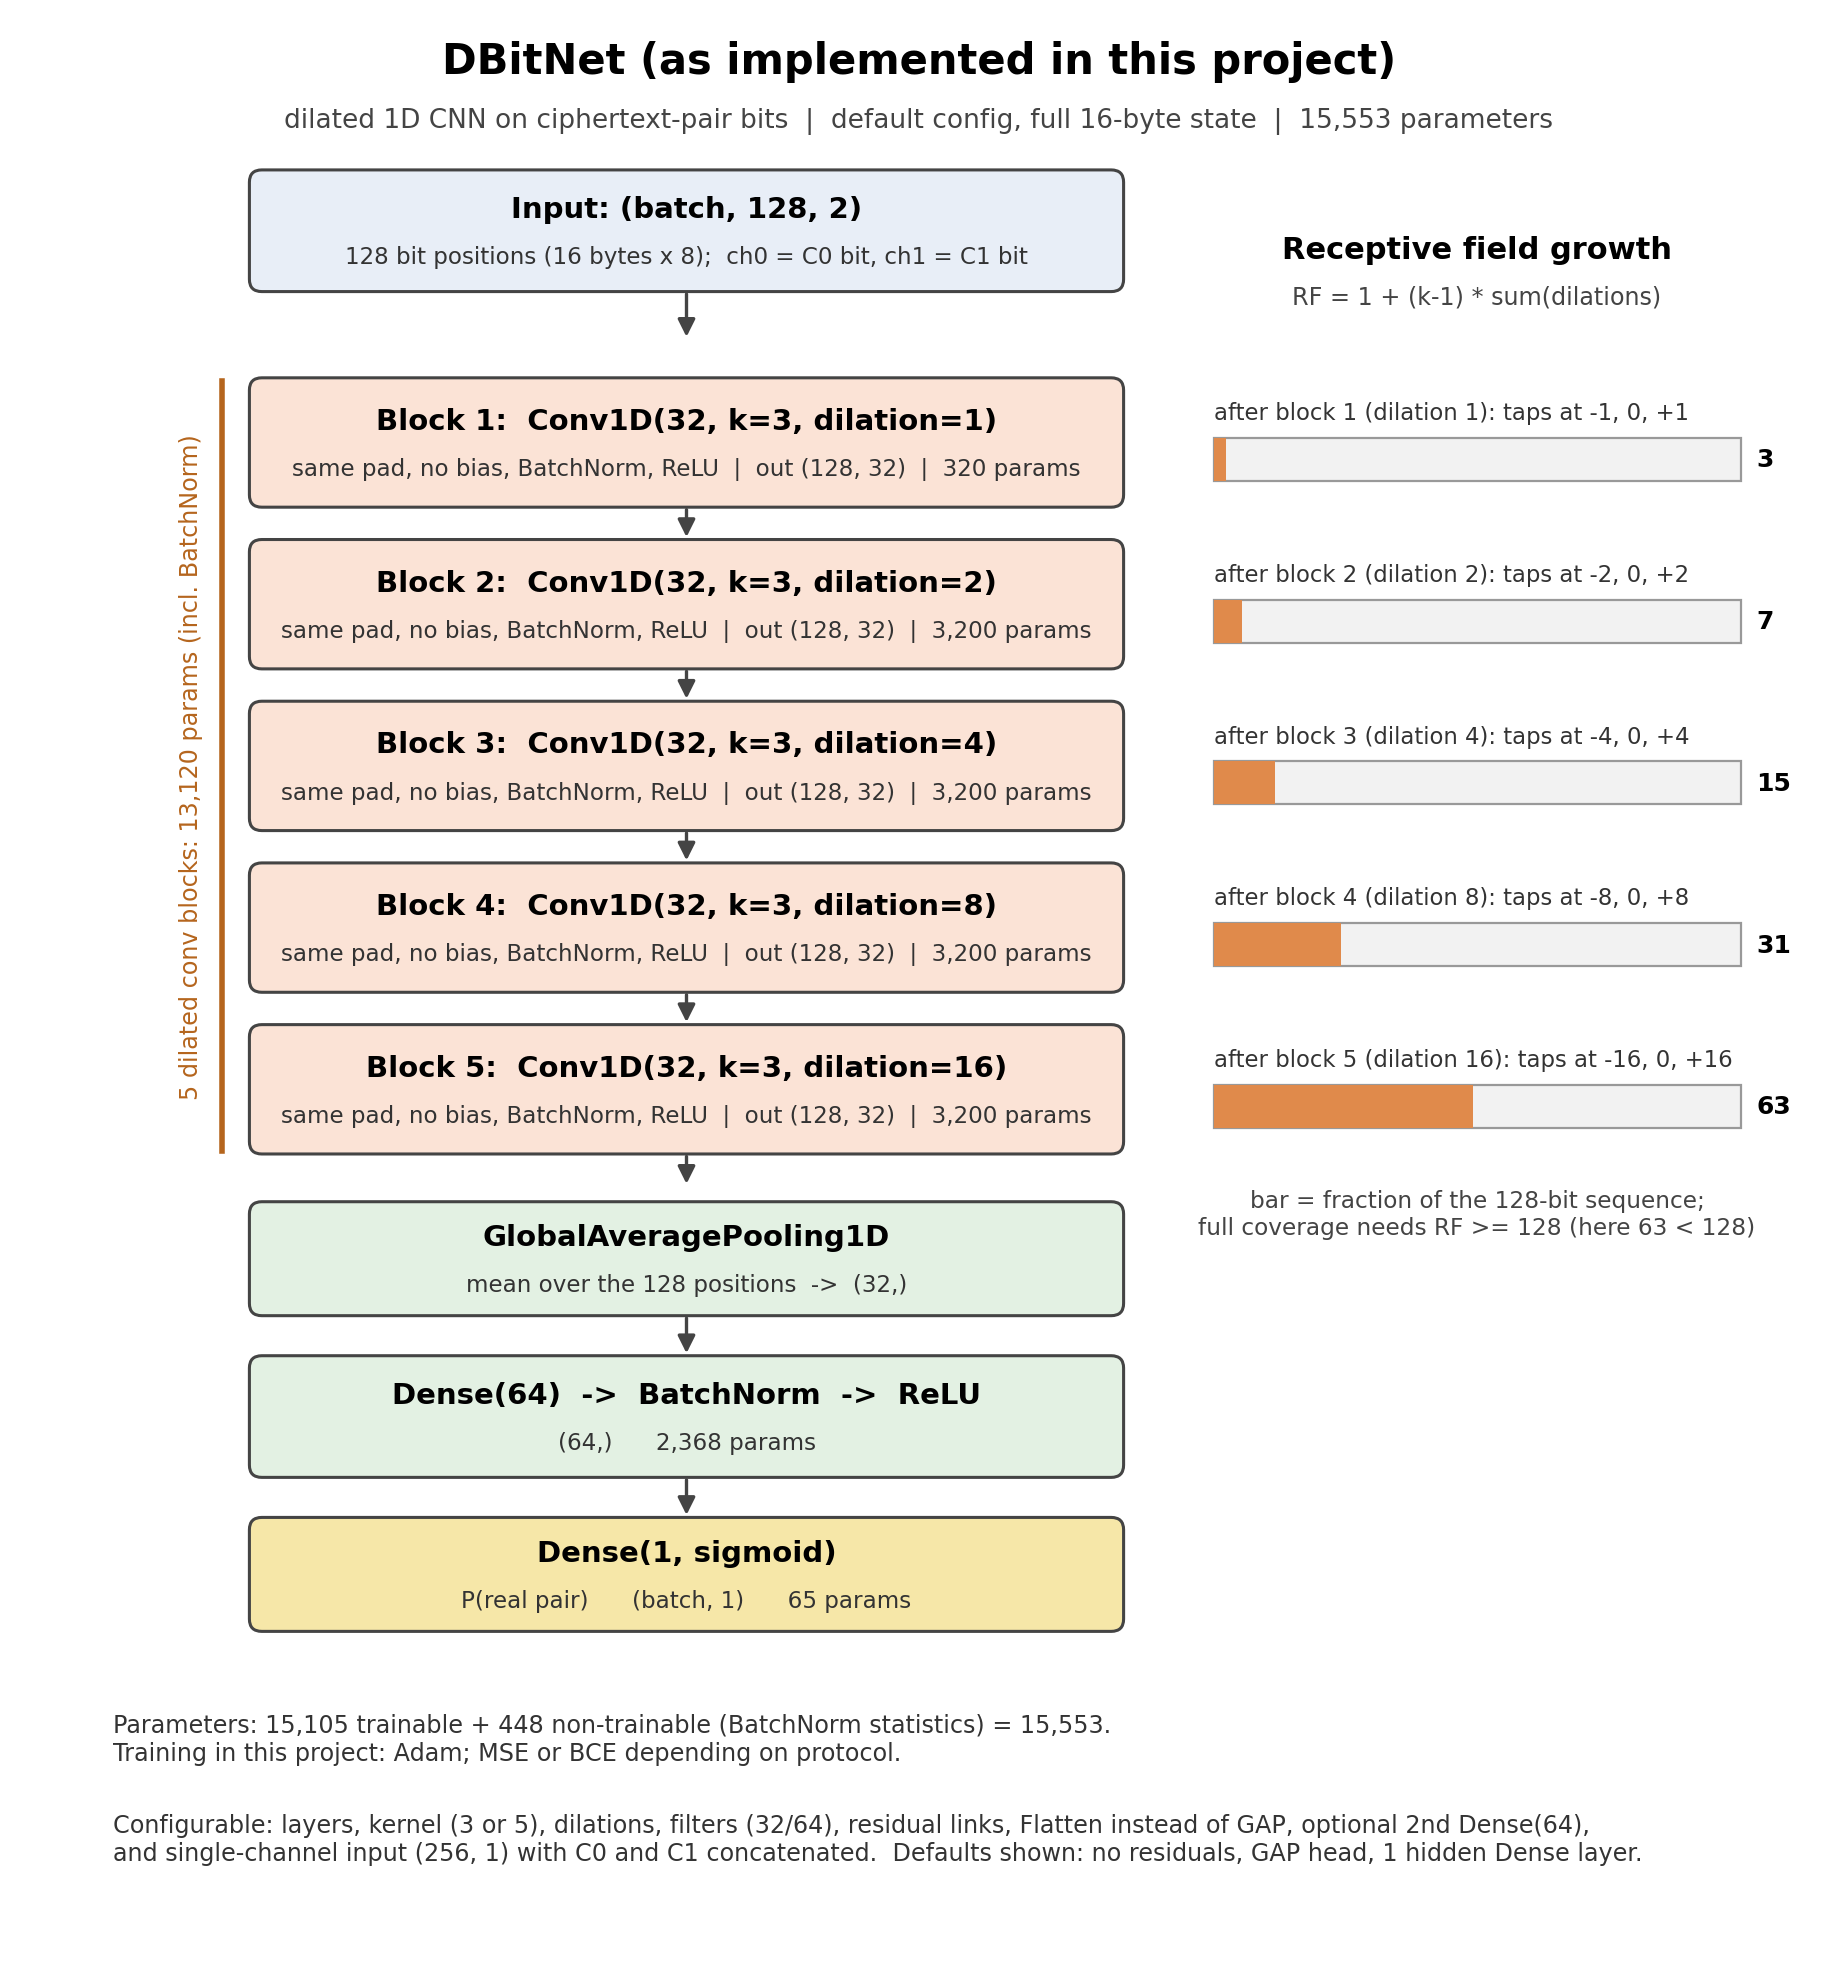 DBitNet (as implemented in this project)
dilated 1D CNN on ciphertext-pair bits | default config, full 16-byte state | 15,553 parameters
Input: (batch, 128, 2)
128 bit positions (16 bytes x 8); ch0 = C0 bit, ch1 = C1 bit
Receptive field growth
RF = 1 + (k-1) * sum(dilations)
5 dilated conv blocks: 13,120 params (incl. BatchNorm)
Block 1: Conv1D(32, k=3, dilation=1)
same pad, no bias, BatchNorm, ReLU | out (128, 32) | 320 params
after block 1 (dilation 1): taps at -1, 0, +1
3
Block 2: Conv1D(32, k=3, dilation=2)
same pad, no bias, BatchNorm, ReLU | out (128, 32) | 3,200 params
after block 2 (dilation 2): taps at -2, 0, +2
7
Block 3: Conv1D(32, k=3, dilation=4)
same pad, no bias, BatchNorm, ReLU | out (128, 32) | 3,200 params
after block 3 (dilation 4): taps at -4, 0, +4
15
Block 4: Conv1D(32, k=3, dilation=8)
same pad, no bias, BatchNorm, ReLU | out (128, 32) | 3,200 params
after block 4 (dilation 8): taps at -8, 0, +8
31
Block 5: Conv1D(32, k=3, dilation=16)
same pad, no bias, BatchNorm, ReLU | out (128, 32) | 3,200 params
after block 5 (dilation 16): taps at -16, 0, +16
63
bar = fraction of the 128-bit sequence;
full coverage needs RF >= 128 (here 63 < 128)
GlobalAveragePooling1D
mean over the 128 positions -> (32,)
Dense(64) -> BatchNorm -> ReLU
(64,) 2,368 params
Dense(1, sigmoid)
P(real pair) (batch, 1) 65 params
Parameters: 15,105 trainable + 448 non-trainable (BatchNorm statistics) = 15,553.
Training in this project: Adam; MSE or BCE depending on protocol.
Configurable: layers, kernel (3 or 5), dilations, filters (32/64), residual links, Flatten instead of GAP, optional 2nd Dense(64),
and single-channel input (256, 1) with C0 and C1 concatenated. Defaults shown: no residuals, GAP head, 1 hidden Dense layer.